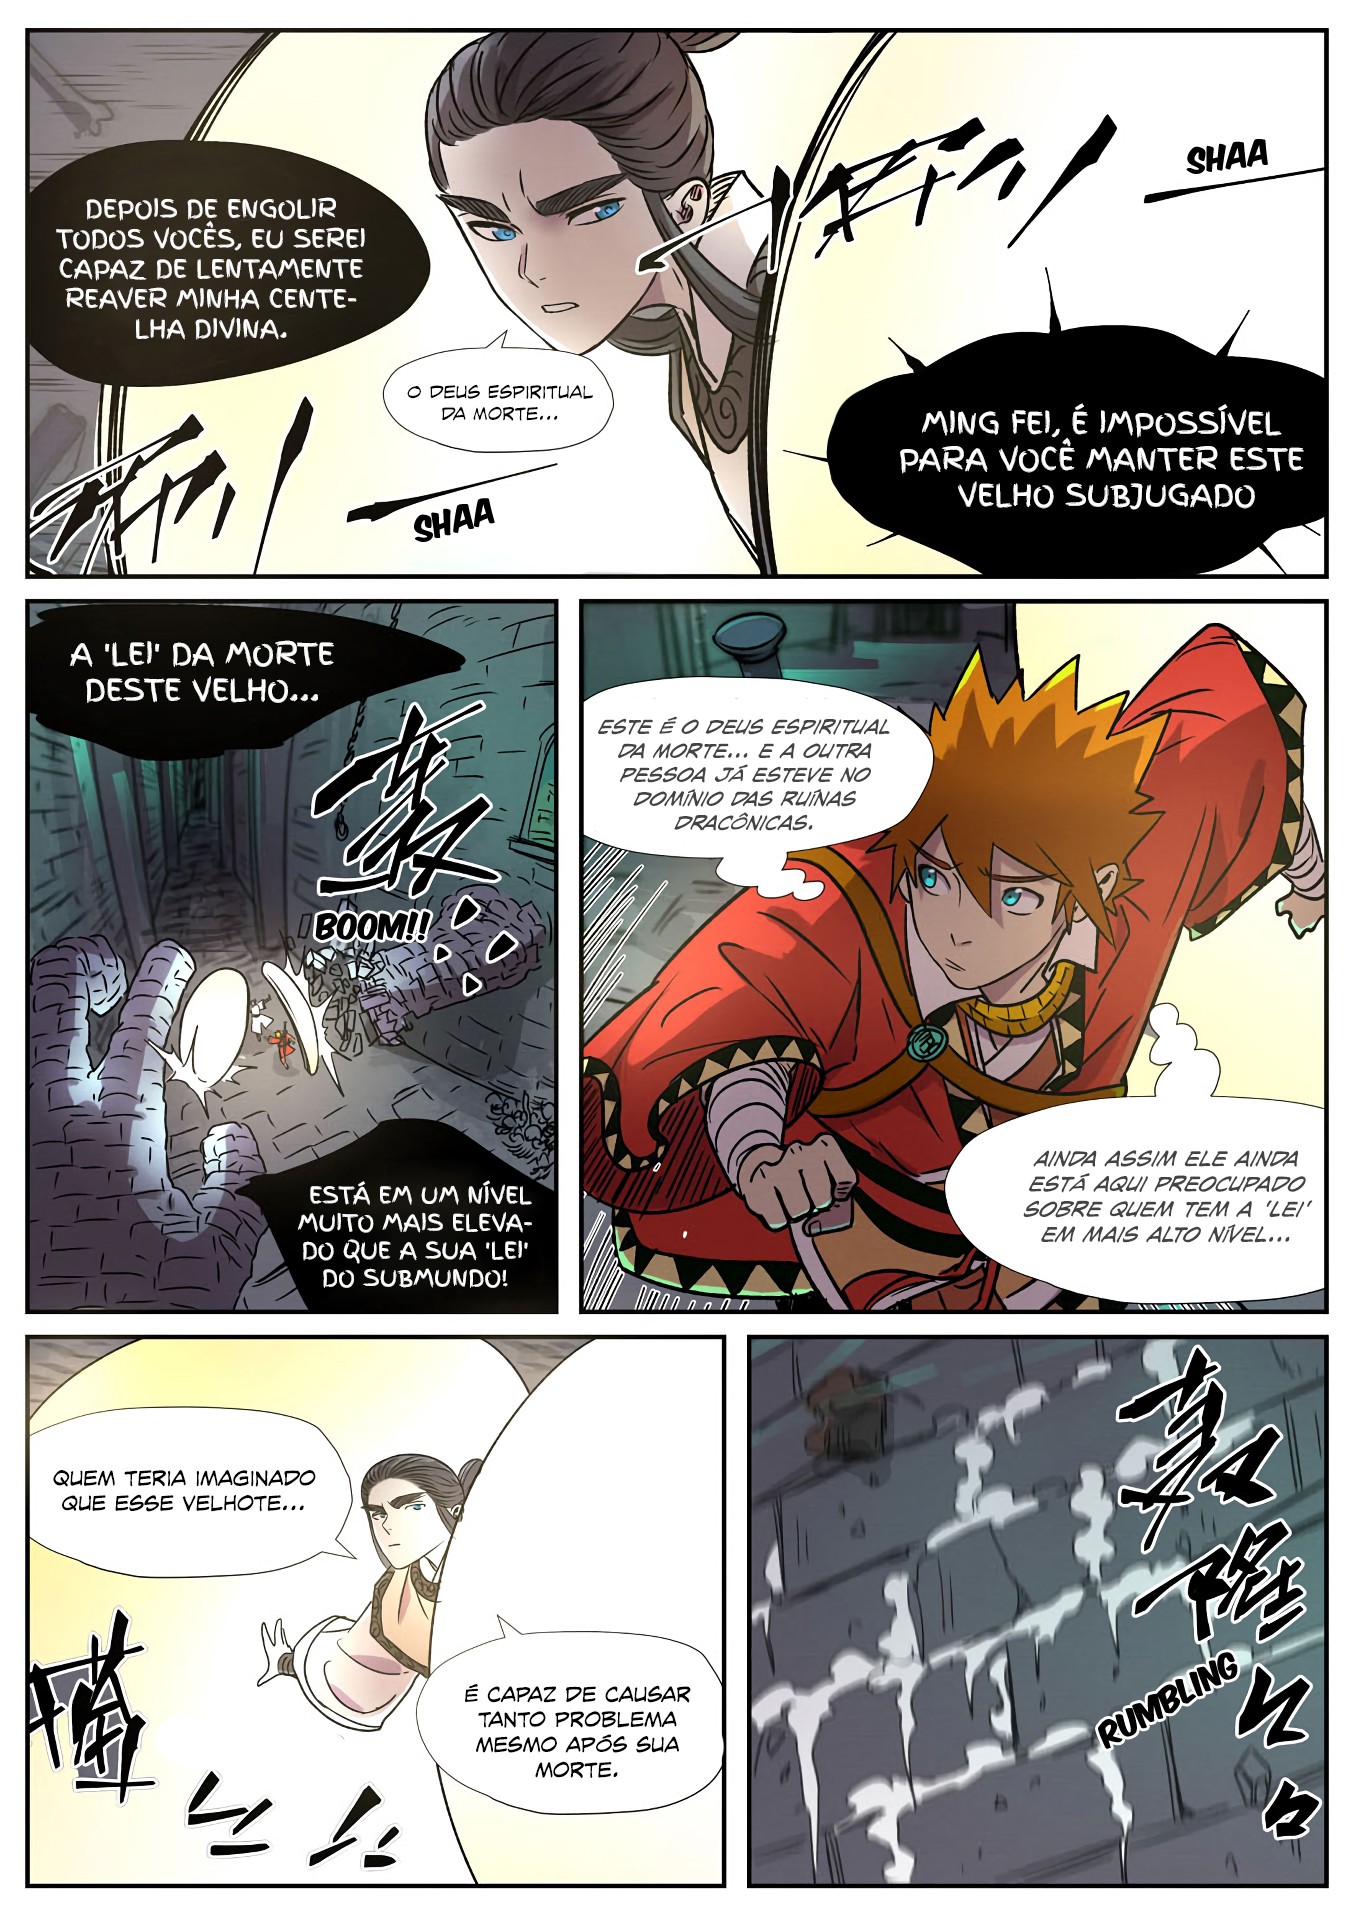 DEPOIS DE ENGOLIR
TODOS VOCÊS, EU SEREI
CAPAZ DE LENTAMENTE
REAVER MINHA CENTE-
LHA DIVINA.
SHAA
O DEUS ESPIRITUAL
DA MORTE...
SHAA
MING FEI, É IMPOSSÍVEL
PARA VOCÊ MANTER ESTE
VELHO SUBJUGADO
A 'LEI' DA MORTE
DESTE VELHO...
轰
BOOM!!
ESTÁ EM UM NÍVEL
MUITO MAIS ELEVA-
DO QUE A SUA 'LEI'
DO SUBMUNDO!
ESTE É O DEUS ESPIRITUAL
DA MORTE... E A OUTRA
PESSOA JÁ ESTEVE NO
DOMÍNIO DAS RUÍNAS
DRACÔNICAS.
AINDA ASSIM ELE AINDA
ESTÁ AQUI PREOCUPADO
SOBRE QUEM TEM A 'LEI'
EM MAIS ALTO NÍVEL...
QUEM TERIA IMAGINADO
QUE ESSE VELHOTE...
É CAPAZ DE CAUSAR
TANTO PROBLEMA
MESMO APÓS SUA
MORTE.
轰
隆
RUMBLING